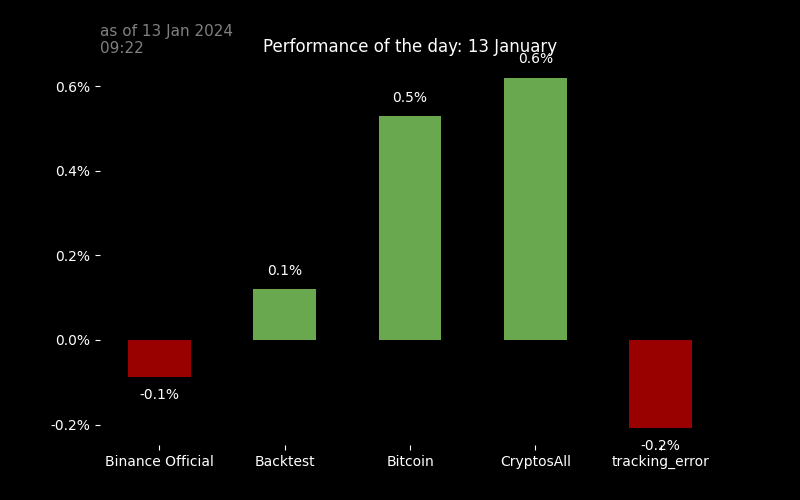 as of 13 Jan 2024
09:22
Performance of the day: 13 January
0.6%
0.6%
0.5%
0.4%
0.2%
0.1%
0.0%
-0.1%
-0.2%
-0.2%
Binance Official
Backtest
Bitcoin
CryptosAll
tracking_error